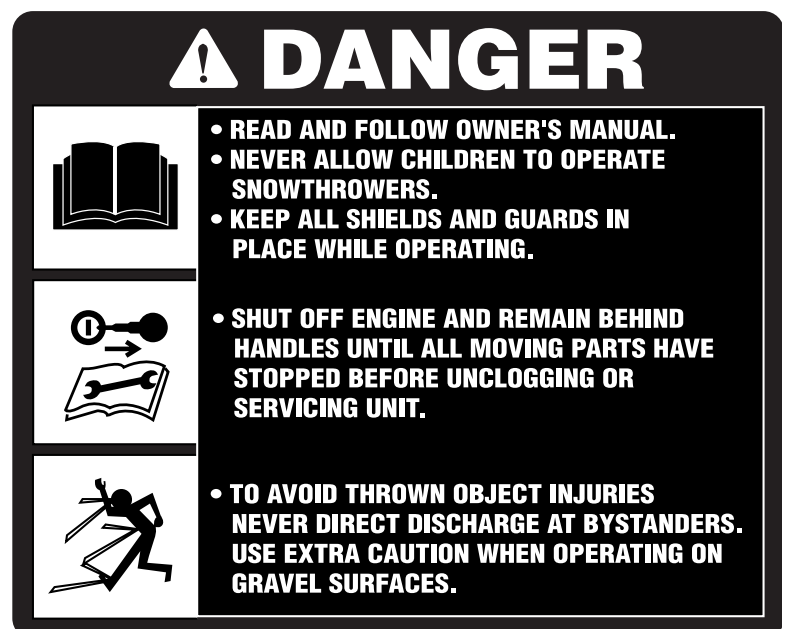 DANGER
• READ AND FOLLOW OWNER'S MANUAL.
• NEVER ALLOW CHILDREN TO OPERATE
SNOWTHROWERS.
• KEEP ALL SHIELDS AND GUARDS IN
PLACE WHILE OPERATING.
• SHUT OFF ENGINE AND REMAIN BEHIND
HANDLES UNTIL ALL MOVING PARTS HAVE
STOPPED BEFORE UNCLOGGING OR
SERVICING UNIT.
• TO AVOID THROWN OBJECT INJURIES
NEVER DIRECT DISCHARGE AT BYSTANDERS.
USE EXTRA CAUTION WHEN OPERATING ON
GRAVEL SURFACES.